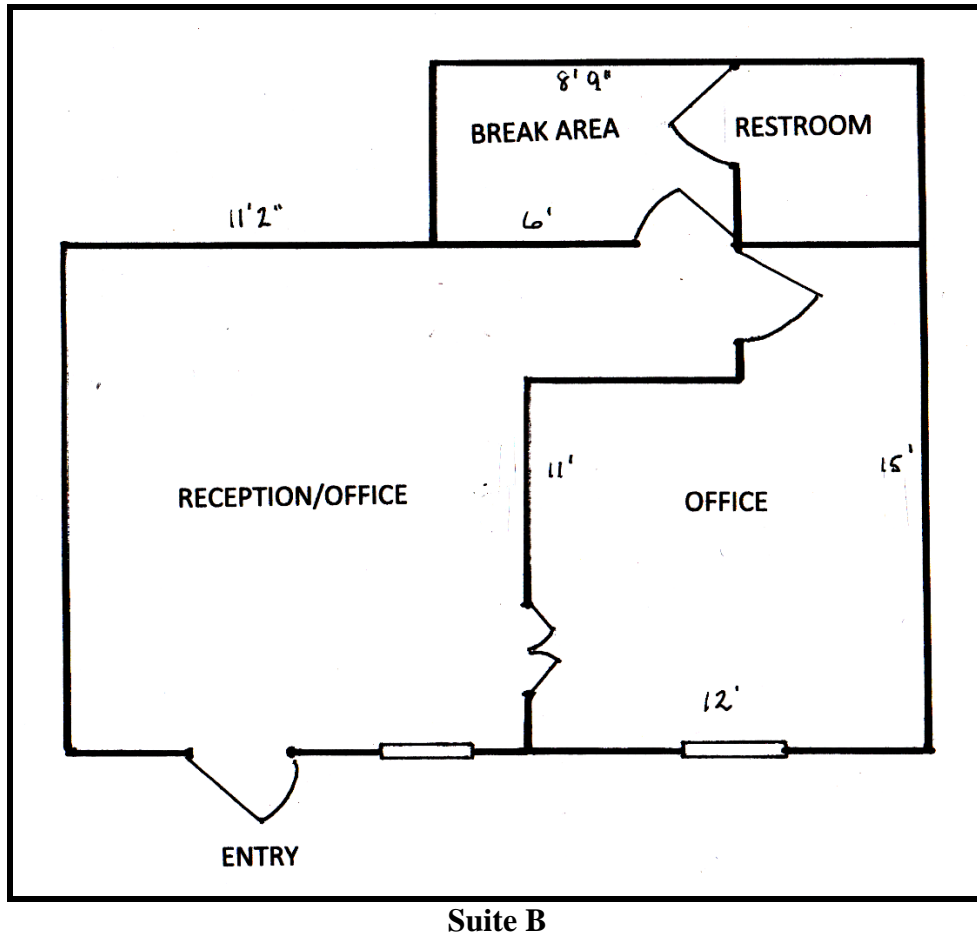 8' 9"
BREAK AREA
RESTROOM
11'2"
6'
11'
15'
RECEPTION/OFFICE
OFFICE
12'
ENTRY
Suite B